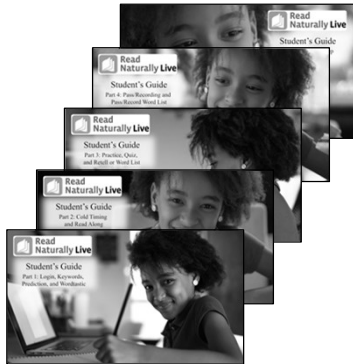 Read
Naturally Live
Student's Guide
Read
Naturally Live
Student's Guide
Part 4: Pass/Recording and
Pass/Record Word List
Read
Naturally Live
Student's Guide
Part 3: Practice, Quiz,
and Retell or Word List
Read
Naturally Live
Student's Guide
Part 2: Cold Timing
and Read Along
Read
Naturally Live
Student's Guide
Part 1: Login, Keywords,
Prediction, and Wordtastic